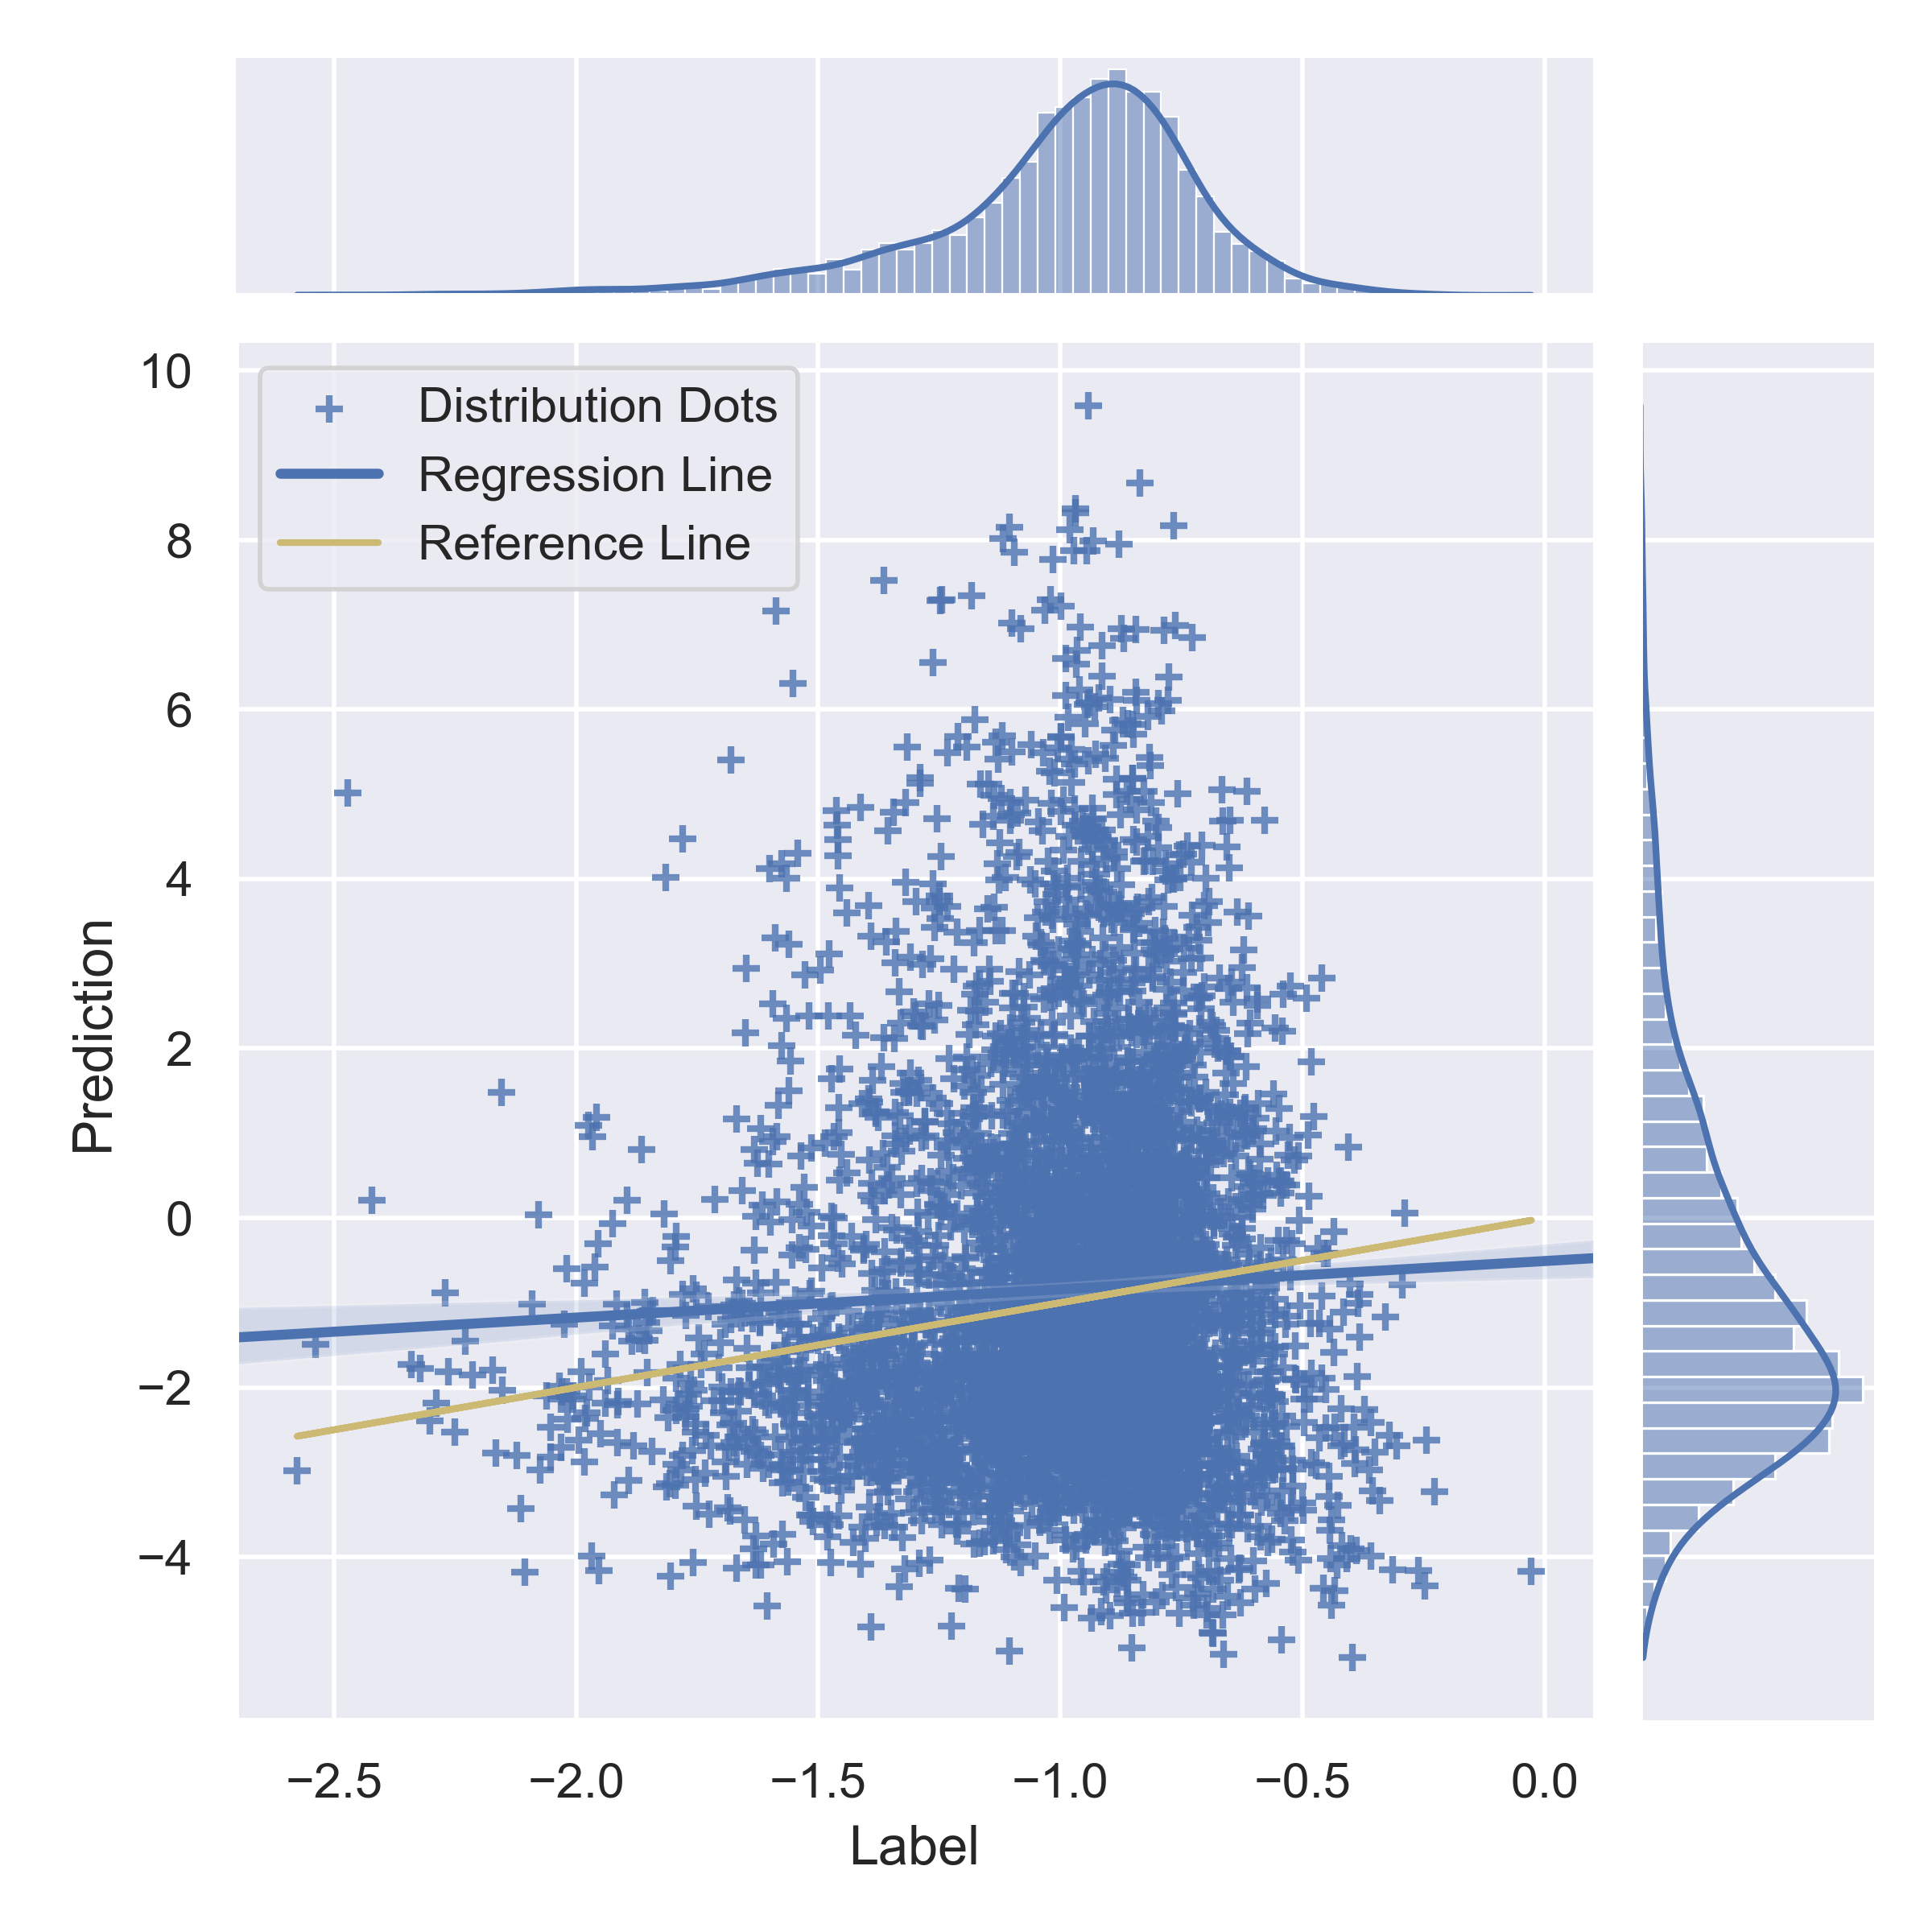 10
8
6
4
2
0
−2
−4
Prediction
Distribution Dots
Regression Line
Reference Line
−2.5 −2.0 −1.5 −1.0 −0.5 0.0
Label